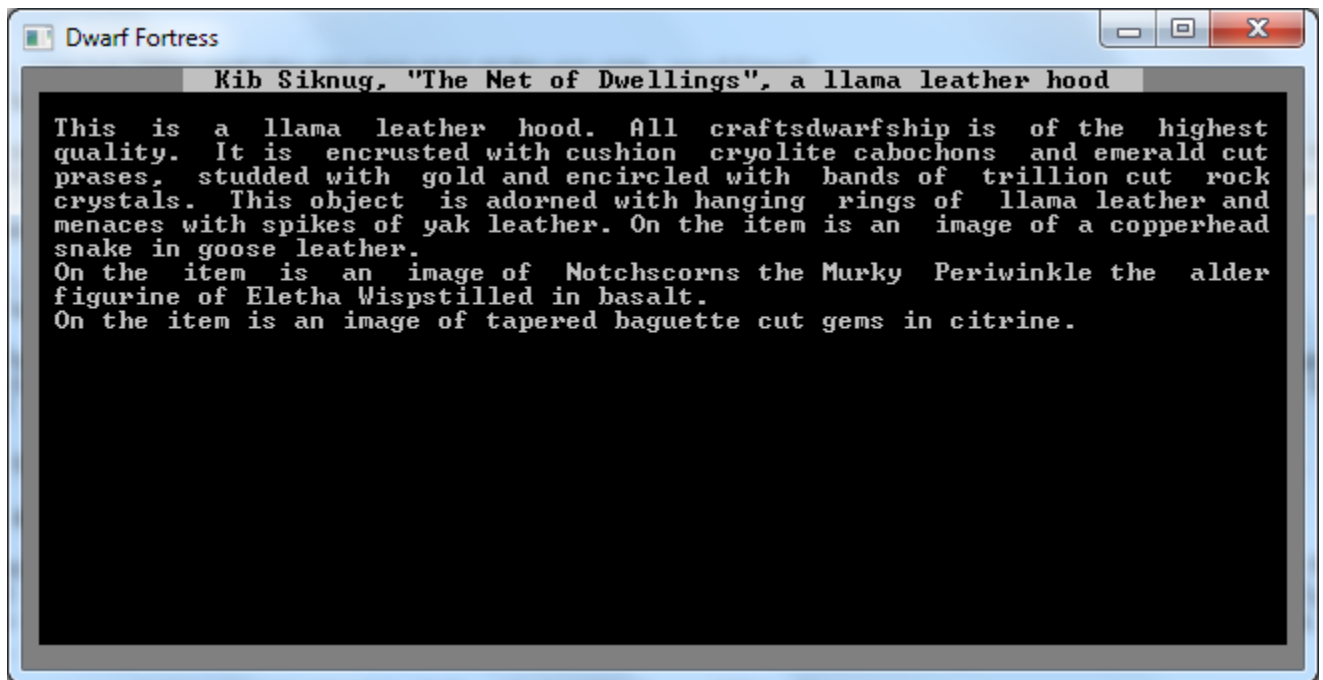 Dwarf Fortress
Kib Siknug, "The Net of Dwellings", a llama leather hood
This is a llama leather hood. All craftsdwarfship is of the highest
quality. It is encrusted with cushion cryolite cabochons and emerald cut
prases, studded with gold and encircled with bands of trillion cut rock
crystals. This object is adorned with hanging rings of llama leather and
menaces with spikes of yak leather. On the item is an image of a copperhead
snake in goose leather.
On the item is an image of Notchscorns the Murky Periwinkle the alder
figurine of Eletha Wispstilled in basalt.
On the item is an image of tapered baguette cut gems in citrine.